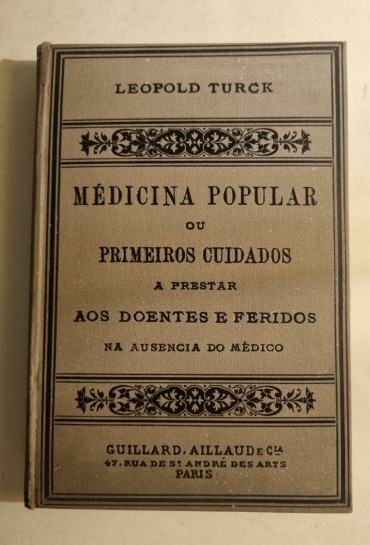 LEOPOLD TURCK
MÉDICINA POPULAR
OU
PRIMEIROS CUIDADOS
A PRESTAR
AOS DOENTES E FERIDOS
NA AUSENCIA DO MÉDICO
GUILLARD, AILLAUD E CIA
47, RUA DE ST ANDRÉ DES ARTS
PARIS